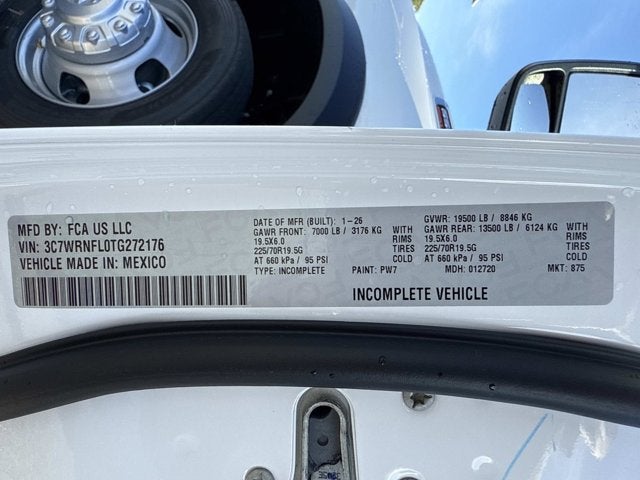 MFD BY: FCA US LLC
VIN: 3C7WRNFL0TG272176
VEHICLE MADE IN: MEXICO
DATE OF MFR (BUILT): 1-26
GAWR FRONT: 7000 LB / 3176 KG WITH
19.5X6.0 RIMS
225/70R19.5G TIRES
AT 660 kPa / 95 PSI COLD
TYPE: INCOMPLETE PAINT: PW7
GVWR: 19500 LB / 8846 KG
GAWR REAR: 13500 LB / 6124 KG WITH
19.5X6.0 RIMS
225/70R19.5G TIRES
AT 660 kPa / 95 PSI COLD
MDH: 012720 MKT: 875
INCOMPLETE VEHICLE